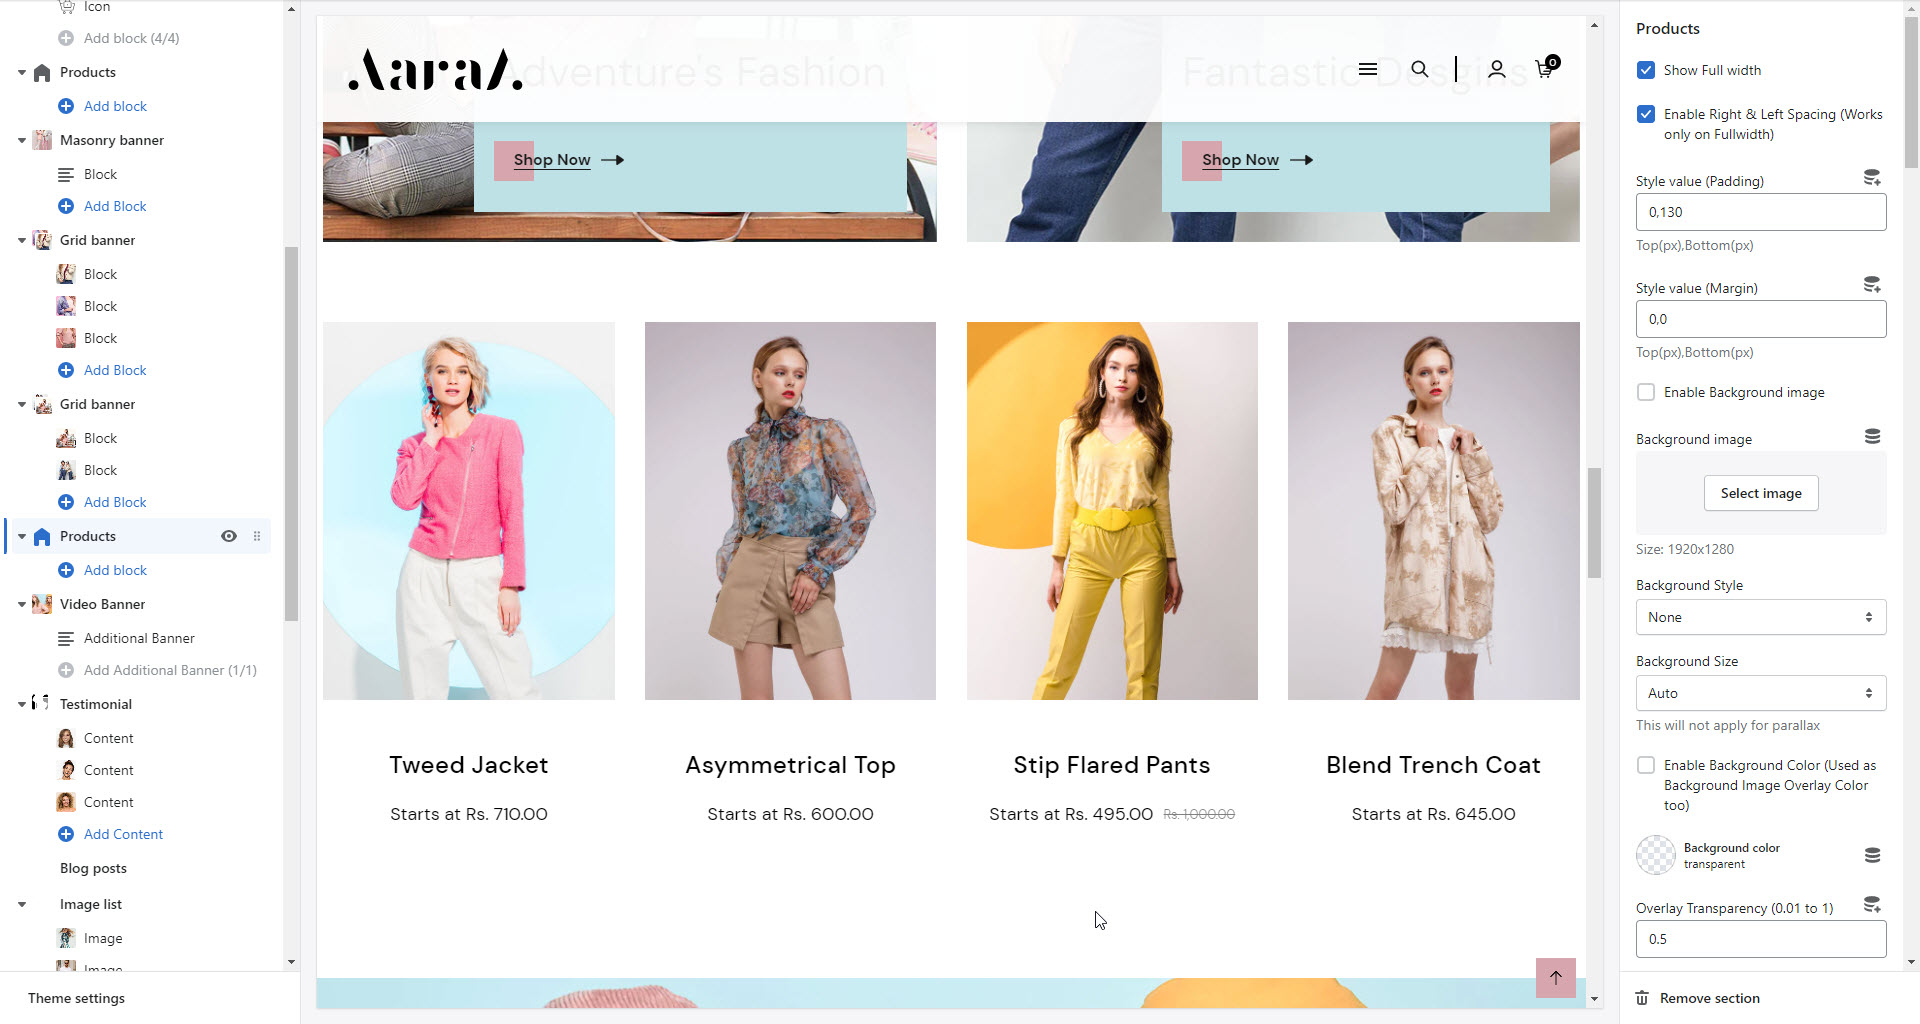 Icon
Add block (4/4)
Products
Add block
Masonry banner
Block
Add Block
Grid banner
Block
Block
Block
Add Block
Grid banner
Block
Block
Add Block
Products
Add block
Video Banner
Additional Banner
Add Additional Banner (1/1)
Testimonial
Content
Content
Content
Add Content
Blog posts
Image list
Image
Image
Theme settings
Aaraa
Adventure's Fashion
Fantastic Desgins
0
Shop Now
Shop Now
Tweed Jacket
Starts at Rs. 710.00
Asymmetrical Top
Starts at Rs. 600.00
Stip Flared Pants
Starts at Rs. 495.00 Rs. 1,000.00
Blend Trench Coat
Starts at Rs. 645.00
Products
Show Full width
Enable Right & Left Spacing (Works
only on Fullwidth)
Style value (Padding)
0,130
Top(px),Bottom(px)
Style value (Margin)
0,0
Top(px),Bottom(px)
Enable Background image
Background image
Select image
Size: 1920x1280
Background Style
None
Background Size
Auto
This will not apply for parallax
Enable Background Color (Used as
Background Image Overlay Color
too)
Background color
transparent
Overlay Transparency (0.01 to 1)
0.5
Remove section